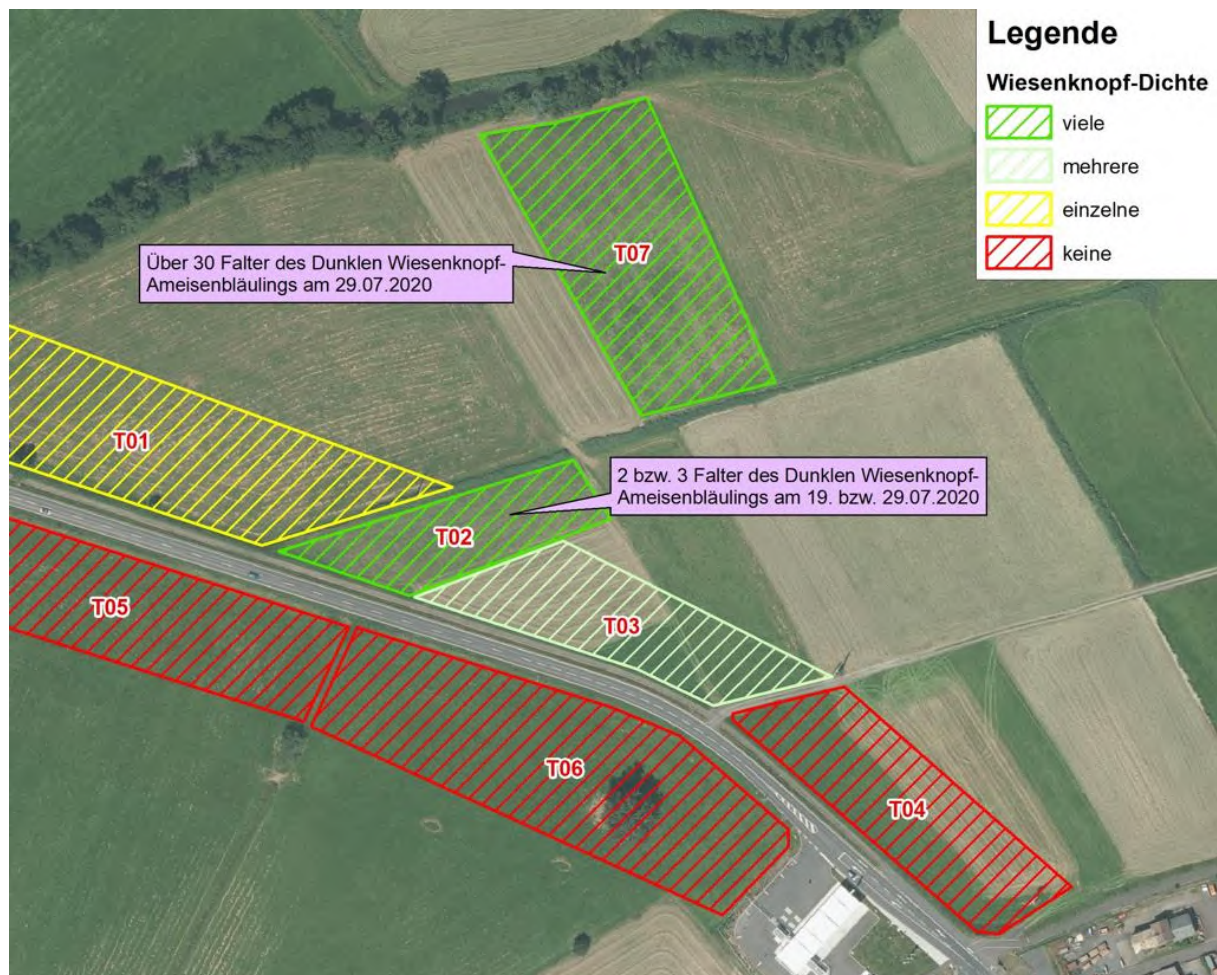 Legende
Wiesenknopf-Dichte
viele
mehrere
einzelne
keine
T07
Über 30 Falter des Dunklen Wiesenknopf-
Ameisenbläulings am 29.07.2020
T01
2 bzw. 3 Falter des Dunklen Wiesenknopf-
Ameisenbläulings am 19. bzw. 29.07.2020
T02
T05
T03
T06
T04